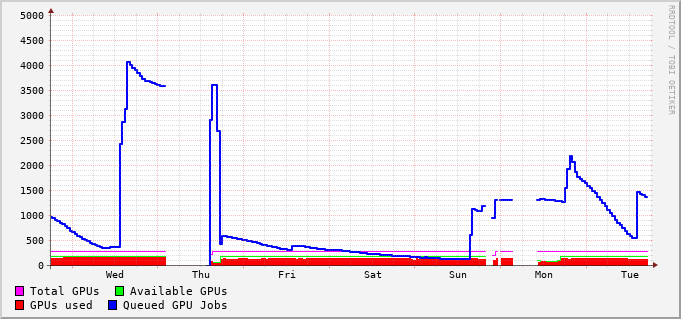 5000
4500
4000
3500
3000
2500
2000
1500
1000
500
0
Wed Thu Fri Sat Sun Mon Tue
Total GPUs Available GPUs
GPUs used Queued GPU Jobs
RRDTOOL / TOBI OETIKER